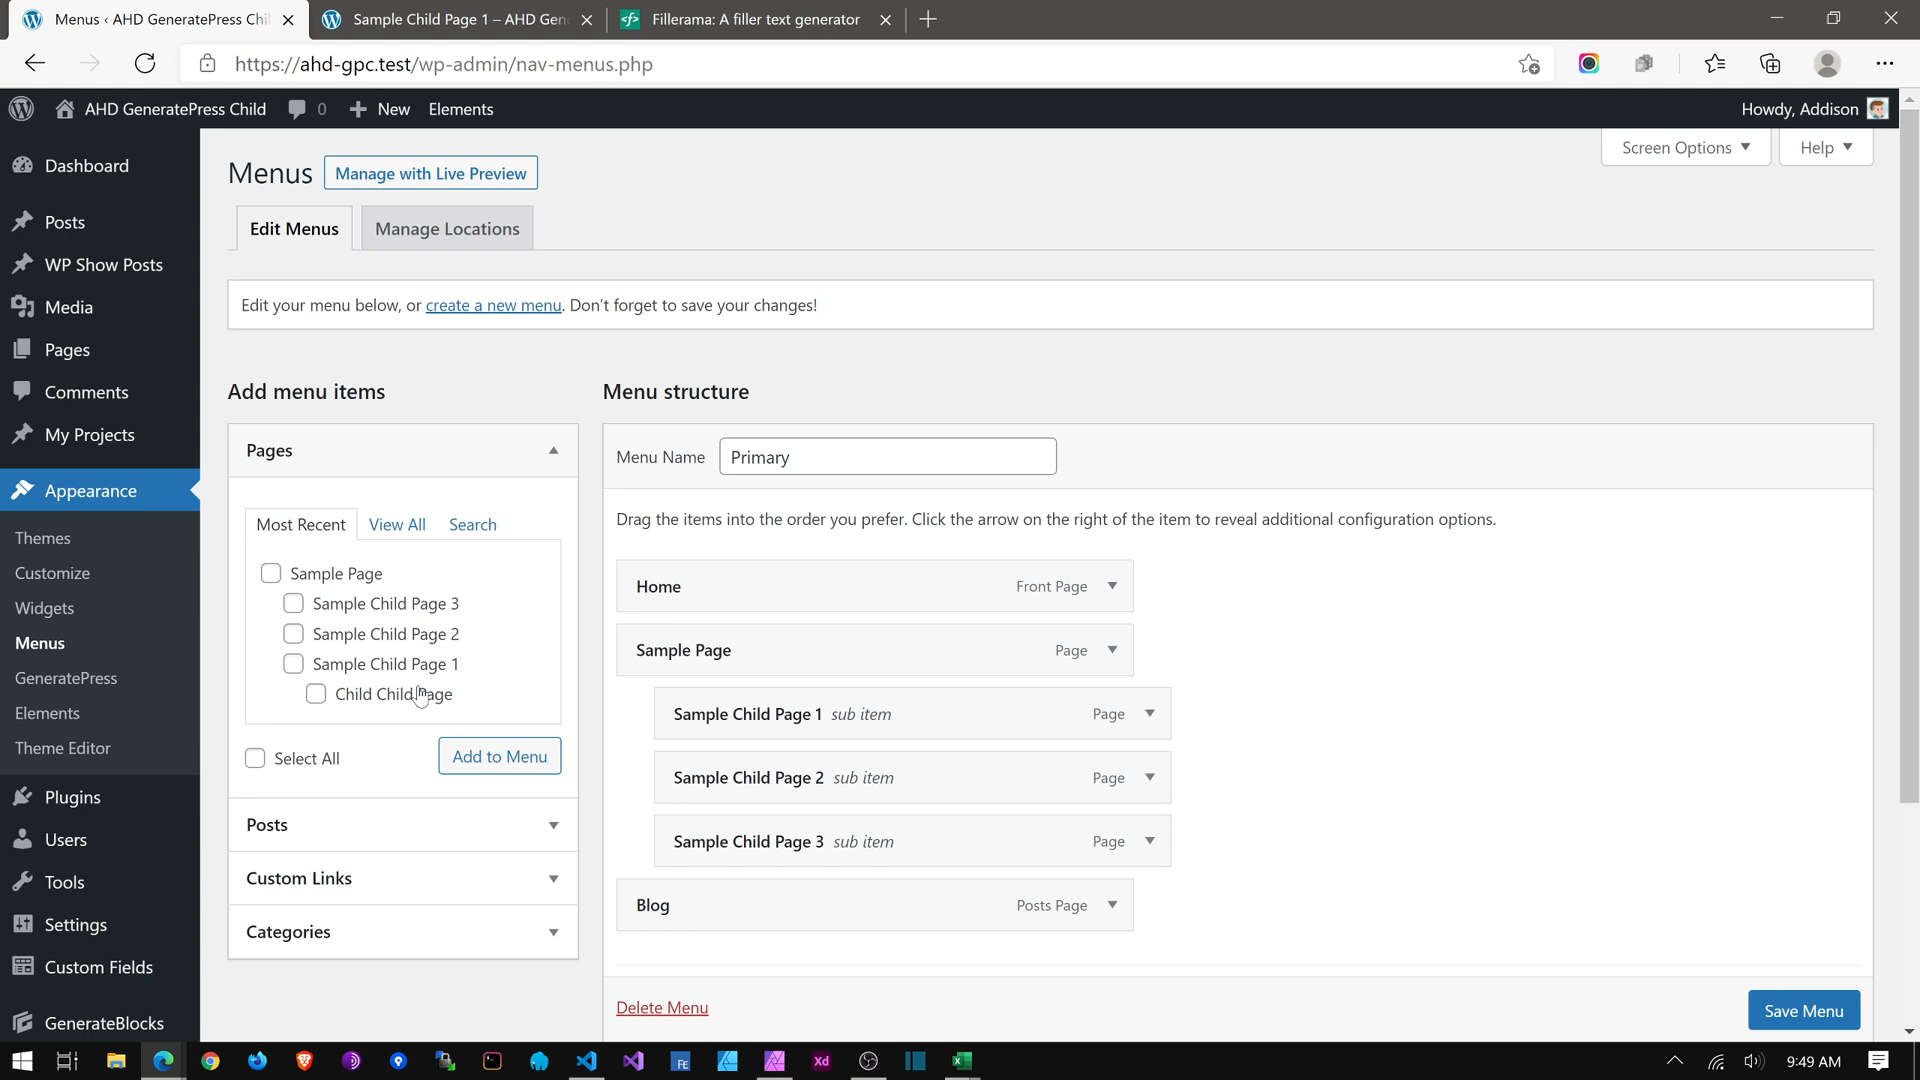 Menus ‹ AHD GeneratePress Chil
Sample Child Page 1 – AHD Gen
Fillerama: A filler text generator
https://ahd-gpc.test/wp-admin/nav-menus.php
AHD GeneratePress Child
0
New
Elements
Howdy, Addison
Screen Options
Help
Dashboard
Posts
WP Show Posts
Media
Pages
Comments
My Projects
Appearance
Themes
Customize
Widgets
Menus
GeneratePress
Elements
Theme Editor
Plugins
Users
Tools
Settings
Custom Fields
GenerateBlocks
Menus
Manage with Live Preview
Edit Menus
Manage Locations
Edit your menu below, or create a new menu. Don’t forget to save your changes!
Add menu items
Pages
Most Recent
View All
Search
Sample Page
Sample Child Page 3
Sample Child Page 2
Sample Child Page 1
Child Child Page
Select All
Add to Menu
Posts
Custom Links
Categories
Menu structure
Menu Name
Primary
Drag the items into the order you prefer. Click the arrow on the right of the item to reveal additional configuration options.
Home
Front Page
Sample Page
Page
Sample Child Page 1 sub item
Page
Sample Child Page 2 sub item
Page
Sample Child Page 3 sub item
Page
Blog
Posts Page
Delete Menu
Save Menu
FE
Xd
9:49 AM